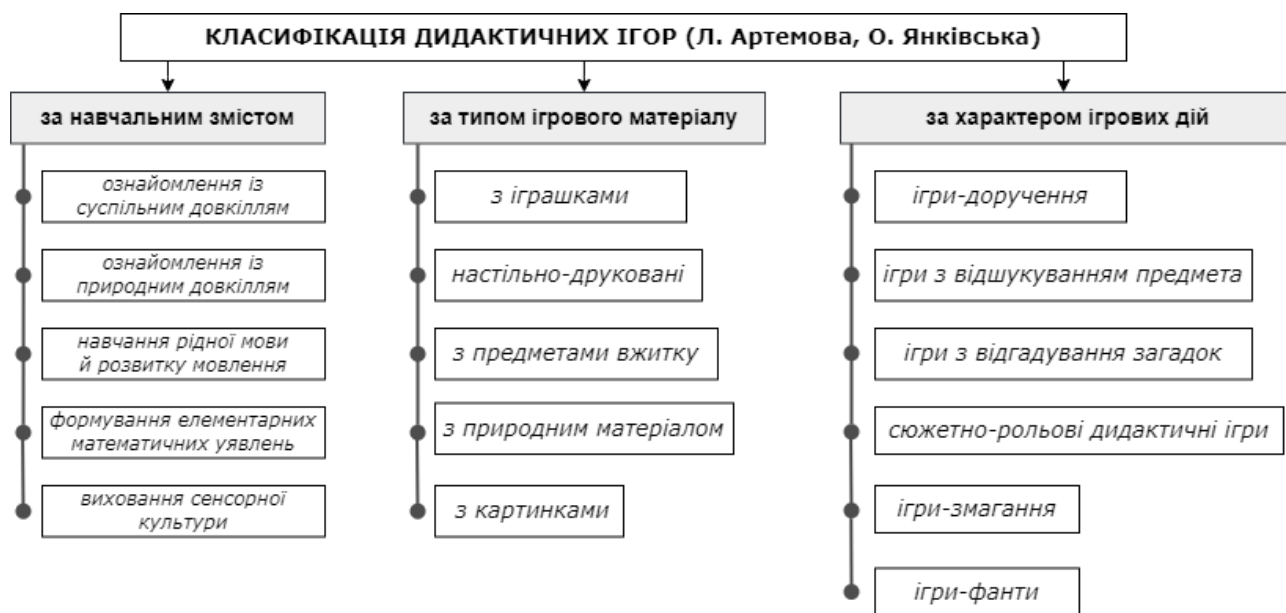 КЛАСИФІКАЦІЯ ДИДАКТИЧНИХ ІГОР (Л. Артемова, О. Янківська)
за навчальним змістом
ознайомлення із
суспільним довкіллям
ознайомлення із
природним довкіллям
навчання рідної мови
й розвитку мовлення
формування елементарних
математичних уявлень
виховання сенсорної
культури
за типом ігрового матеріалу
з іграшками
настільно-друковані
з предметами вжитку
з природним матеріалом
з картинками
за характером ігрових дій
ігри-доручення
ігри з відшукуванням предмета
ігри з відгадування загадок
сюжетно-рольові дидактичні ігри
ігри-змагання
ігри-фанти